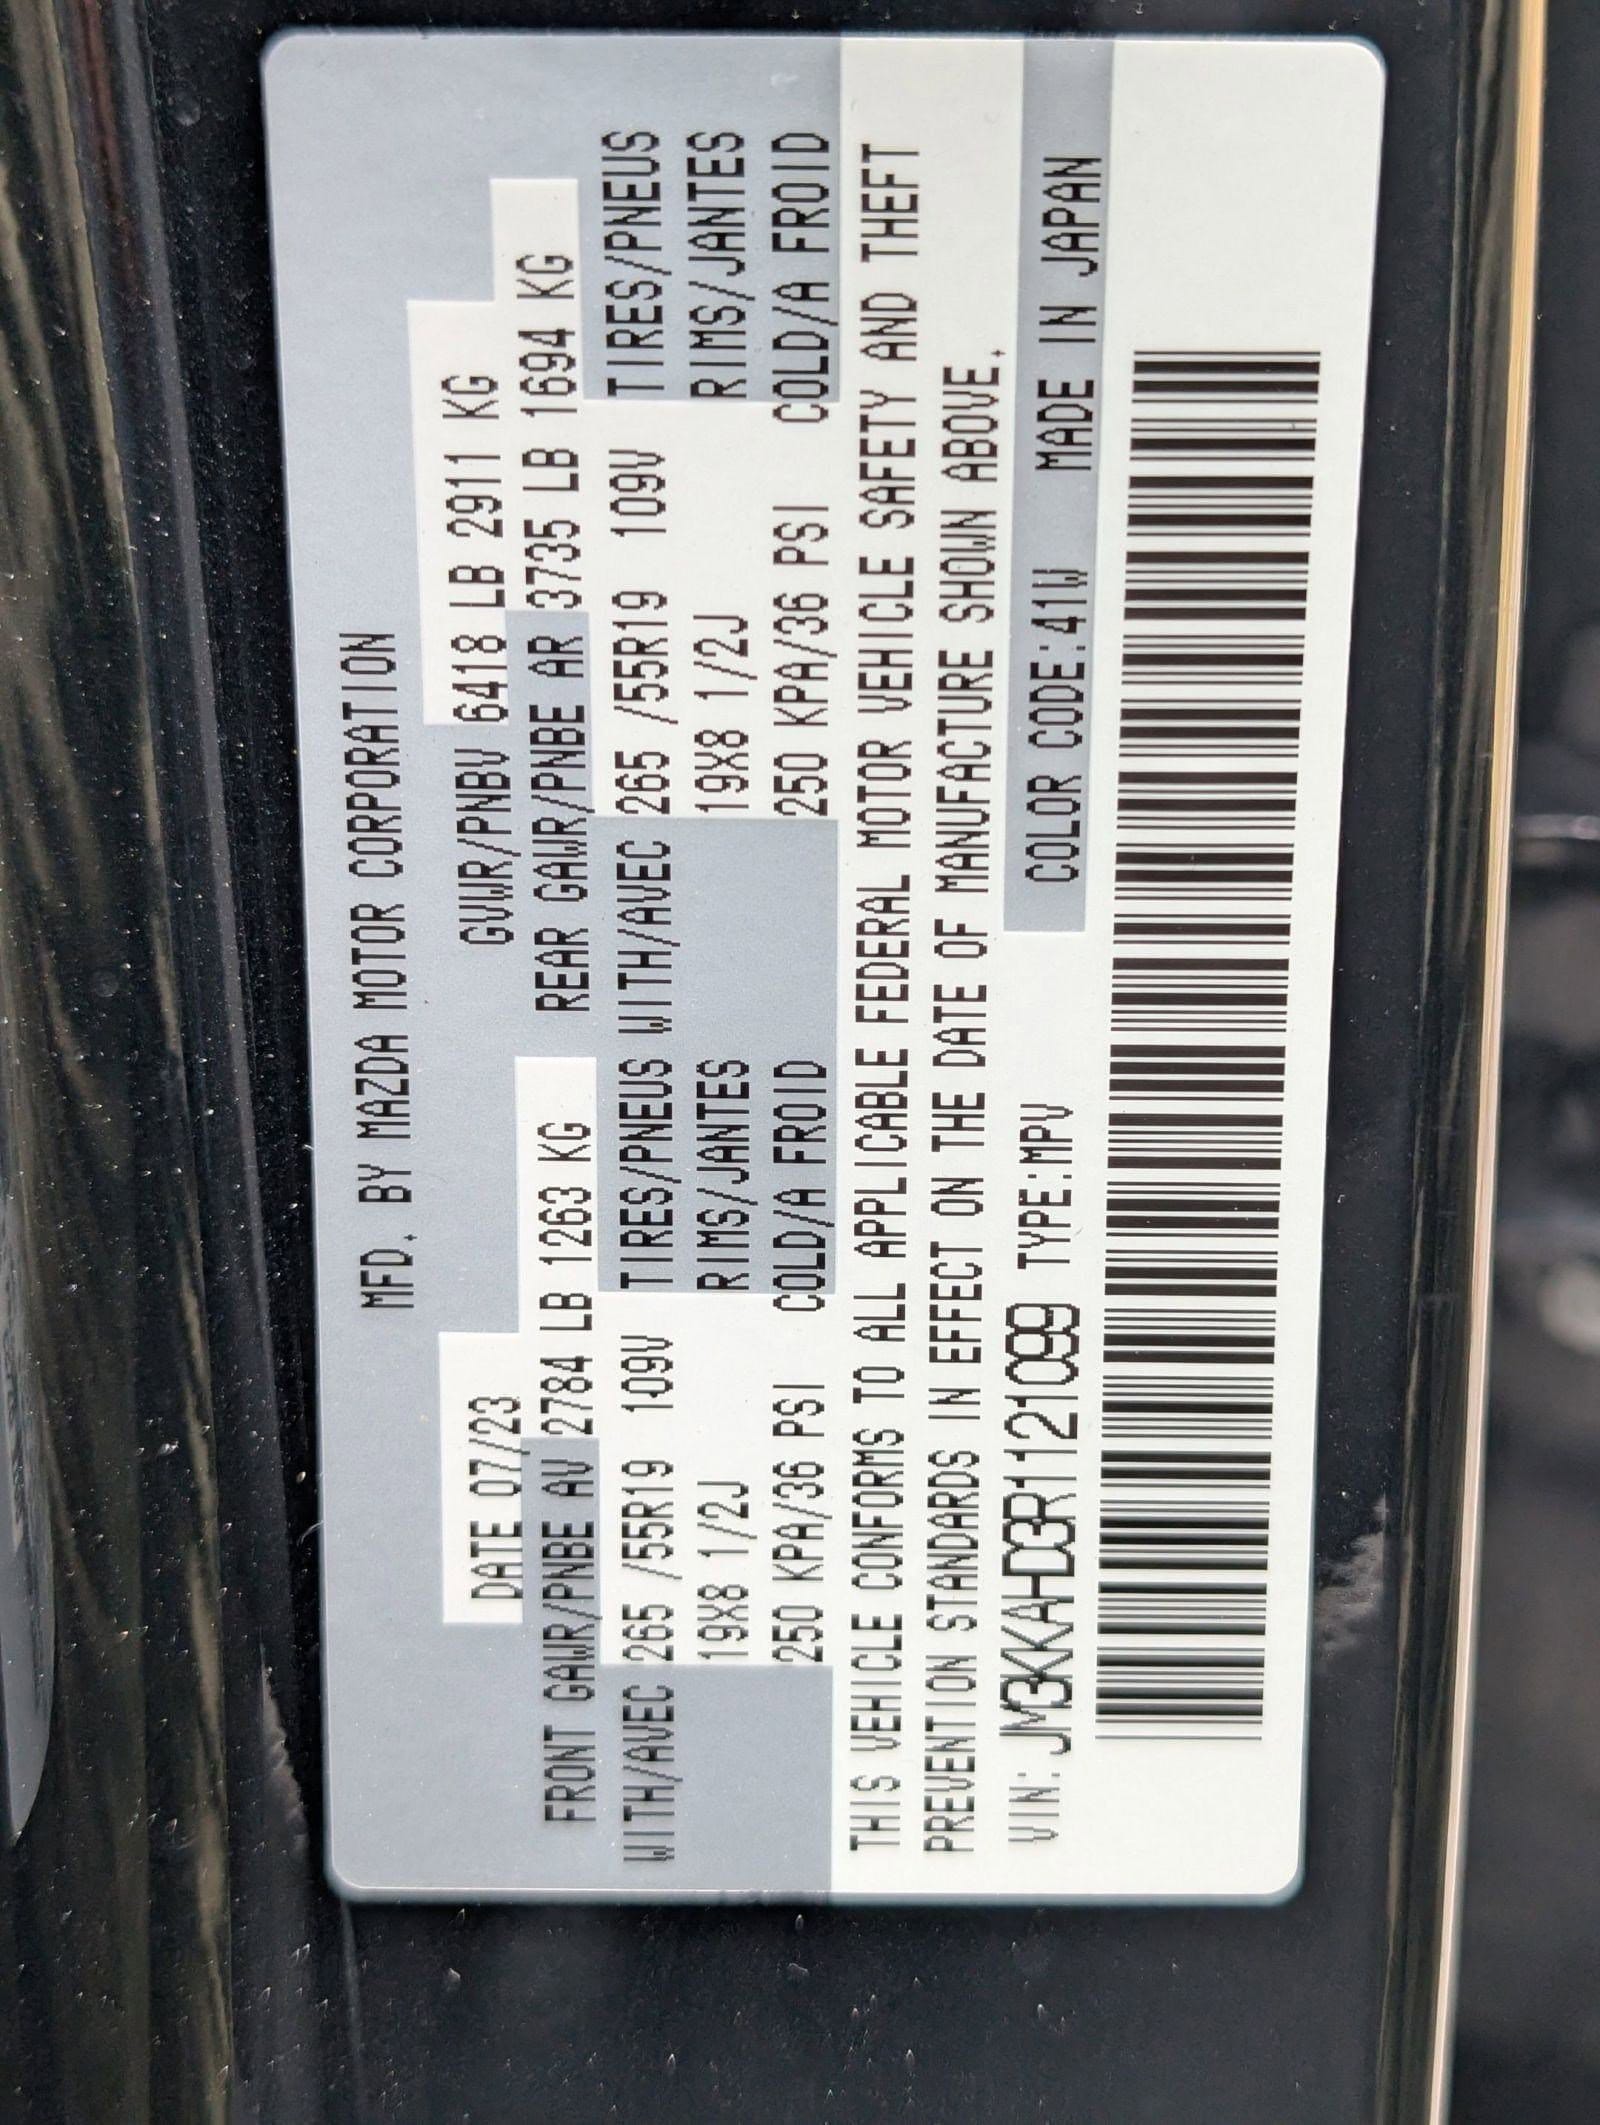 MFD. BY MAZDA MOTOR CORPORATION
DATE 07/23 GVWR/PNBV 6418 LB 2911 KG
FRONT GAWR/PNBE AV 2784 LB 1263 KG REAR GAWR/PNBE AR 3735 LB 1694 KG
WITH/AVEC 265 /55R19 109V TIRES/PNEUS WITH/AVEC 265 /55R19 109V TIRES/PNEUS
19X8 1/2J RIMS/JANTES 19X8 1/2J RIMS/JANTES
250 KPA/36 PSI COLD/A FROID 250 KPA/36 PSI COLD/A FROID
THIS VEHICLE CONFORMS TO ALL APPLICABLE FEDERAL MOTOR VEHICLE SAFETY AND THEFT
PREVENTION STANDARDS IN EFFECT ON THE DATE OF MANUFACTURE SHOWN ABOVE.
VIN: JM3KKAHD3R1121099 TYPE:MPV COLOR CODE:41W MADE IN JAPAN